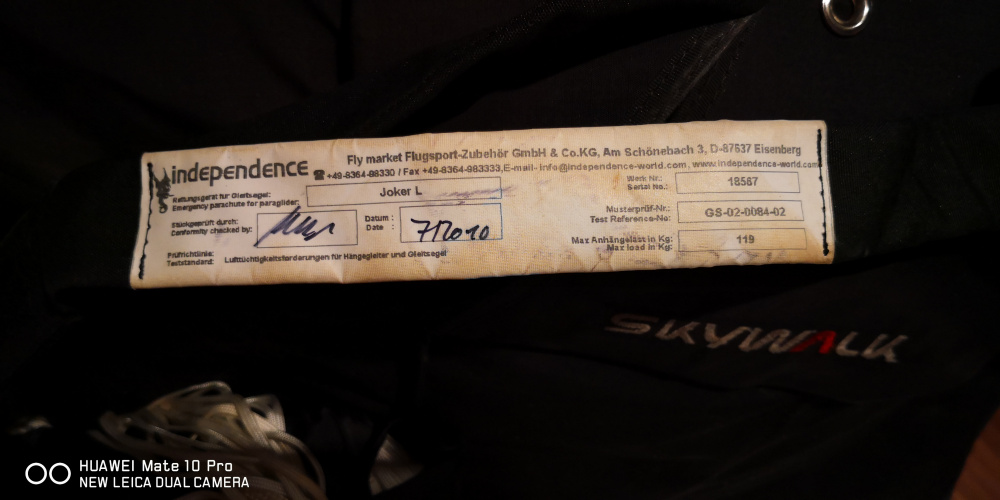 independence
Fly market Flugsport-Zubehör GmbH & Co.KG, Am Schönebach 3, D-87637 Eisenberg
+49-8364-98330 / Fax +49-8364-983333, E-mail- info@independence-world.com, www.independence-world.com
Rettungsgerät für Gleitsegel:
Emergency parachute for paraglider:
Joker L
Werk Nr.:
Serial No.:
18567
Stückgeprüft durch:
Conformity checked by:
Datum :
Date :
7/2010
Musterprüf-Nr.:
Test Reference-No:
GS-02-0084-02
Max Anhängelast in Kg:
Max load in Kg:
119
Prüfrichtlinie:
Teststandard:
Lufttüchtigkeitsforderungen für Hängegleiter und Gleitsegel
SKYWALK
HUAWEI Mate 10 Pro
NEW LEICA DUAL CAMERA